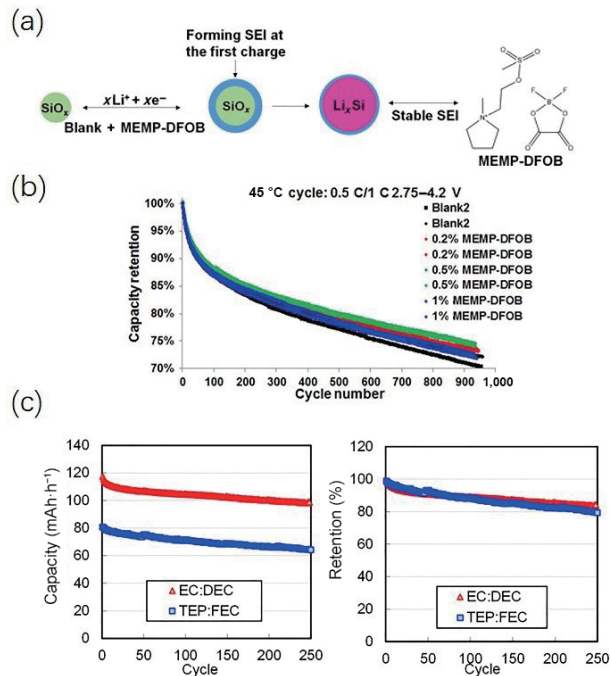 (a)
Forming SEI at
the first charge
SiOx
xLi⁺ + xe⁻
Blank + MEMP-DFOB
SiOx
LixSi
Stable SEI
O
S
O
O
N⁺
F
F
B⁻
O
O
O
O
MEMP-DFOB
(b)
45 °C cycle: 0.5 C/1 C 2.75–4.2 V
Blank2
Blank2
0.2% MEMP-DFOB
0.2% MEMP-DFOB
0.5% MEMP-DFOB
0.5% MEMP-DFOB
1% MEMP-DFOB
1% MEMP-DFOB
Capacity retention
100%
95%
90%
85%
80%
75%
70%
0 100 200 300 400 500 600 700 800 900 1,000
Cycle number
(c)
Capacity (mAh·h⁻¹)
140
120
100
80
60
40
20
0
EC:DEC
TEP:FEC
0 50 100 150 200 250
Cycle
Retention (%)
120
100
80
60
40
20
0
EC:DEC
TEP:FEC
0 50 100 150 200 250
Cycle